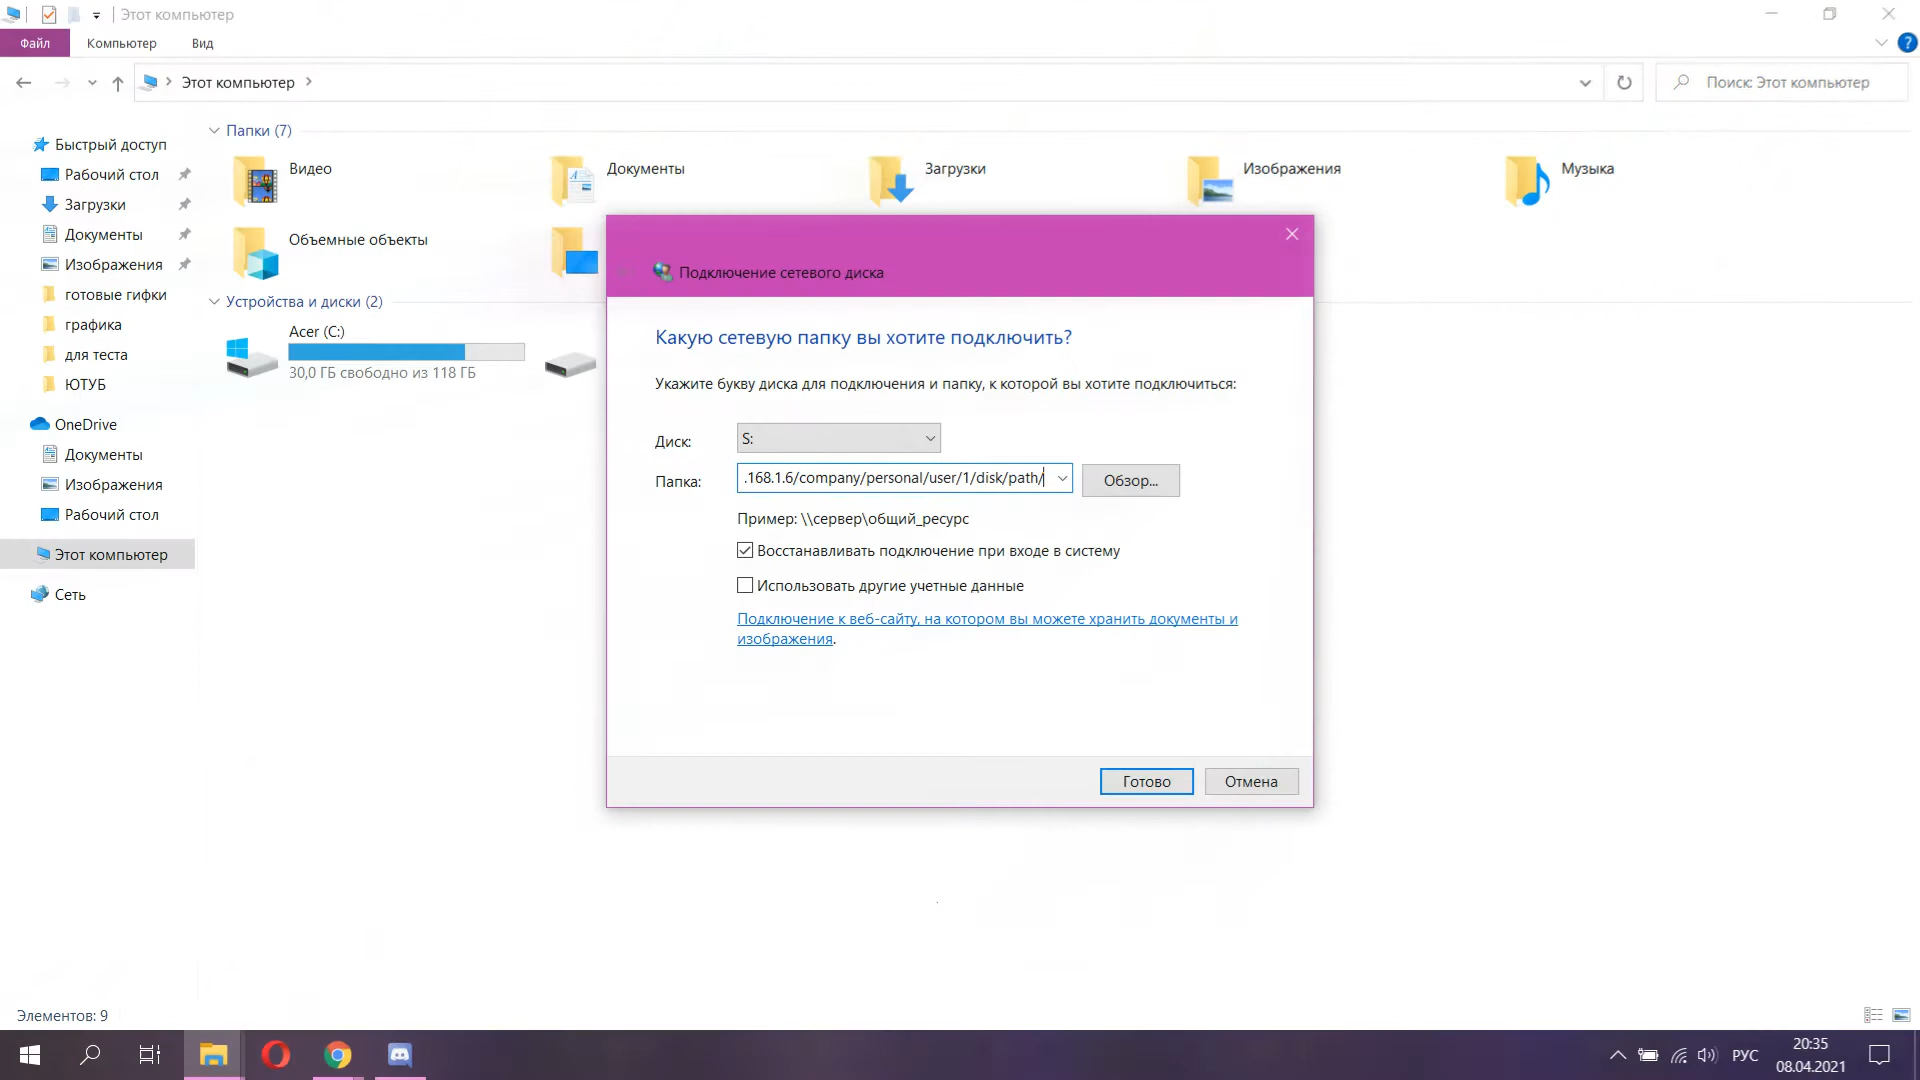 Этот компьютер
Файл
Компьютер
Вид
?
Этот компьютер
Поиск: Этот компьютер
Быстрый доступ
Рабочий стол
Загрузки
Документы
Изображения
готовые гифки
графика
для теста
ЮТУБ
OneDrive
Документы
Изображения
Рабочий стол
Этот компьютер
Сеть
Папки (7)
Видео
Документы
Загрузки
Изображения
Музыка
Объемные объекты
Устройства и диски (2)
Acer (C:)
30,0 ГБ свободно из 118 ГБ
Подключение сетевого диска
Какую сетевую папку вы хотите подключить?
Укажите букву диска для подключения и папку, к которой вы хотите подключиться:
Диск:
S:
Папка:
.168.1.6/company/personal/user/1/disk/path/
Обзор...
Пример: \\сервер\общий_ресурс
Восстанавливать подключение при входе в систему
Использовать другие учетные данные
Подключение к веб-сайту, на котором вы можете хранить документы и
изображения.
Готово
Отмена
Элементов: 9
РУС
20:35
08.04.2021